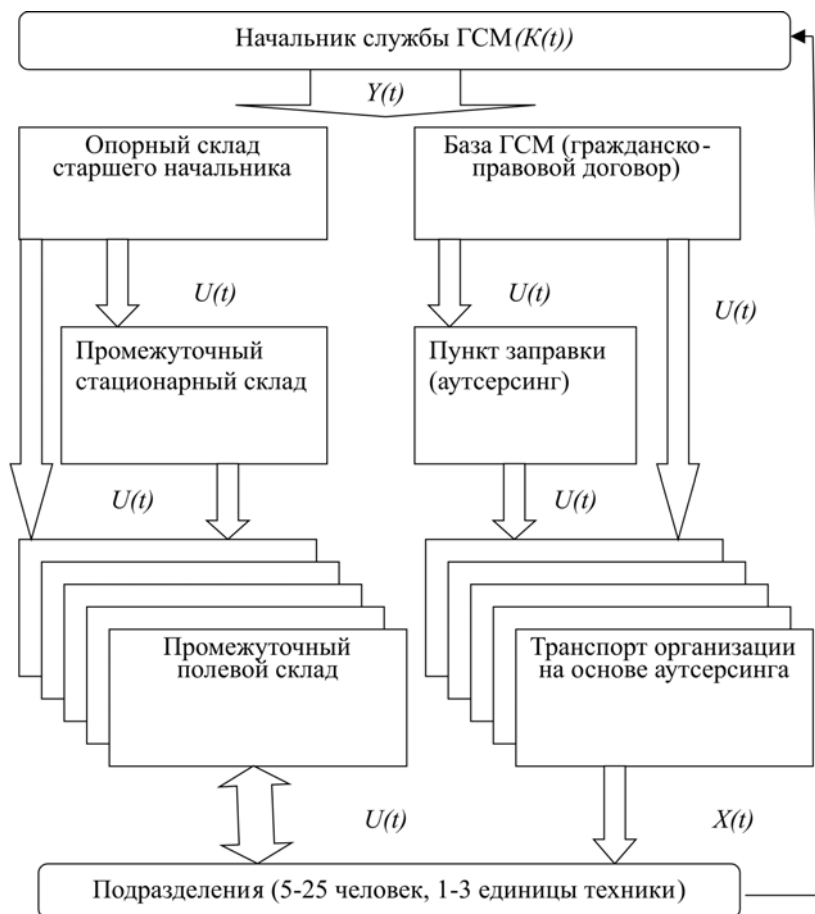 Начальник службы ГСМ(K(t))
Y(t)
Опорный склад
старшего начальника
База ГСМ (гражданско-
правовой договор)
U(t)
U(t)
U(t)
Промежуточный
стационарный склад
Пункт заправки
(аутсерсинг)
U(t)
U(t)
Промежуточный
полевой склад
Транспорт организации
на основе аутсерсинга
U(t)
X(t)
Подразделения (5-25 человек, 1-3 единицы техники)